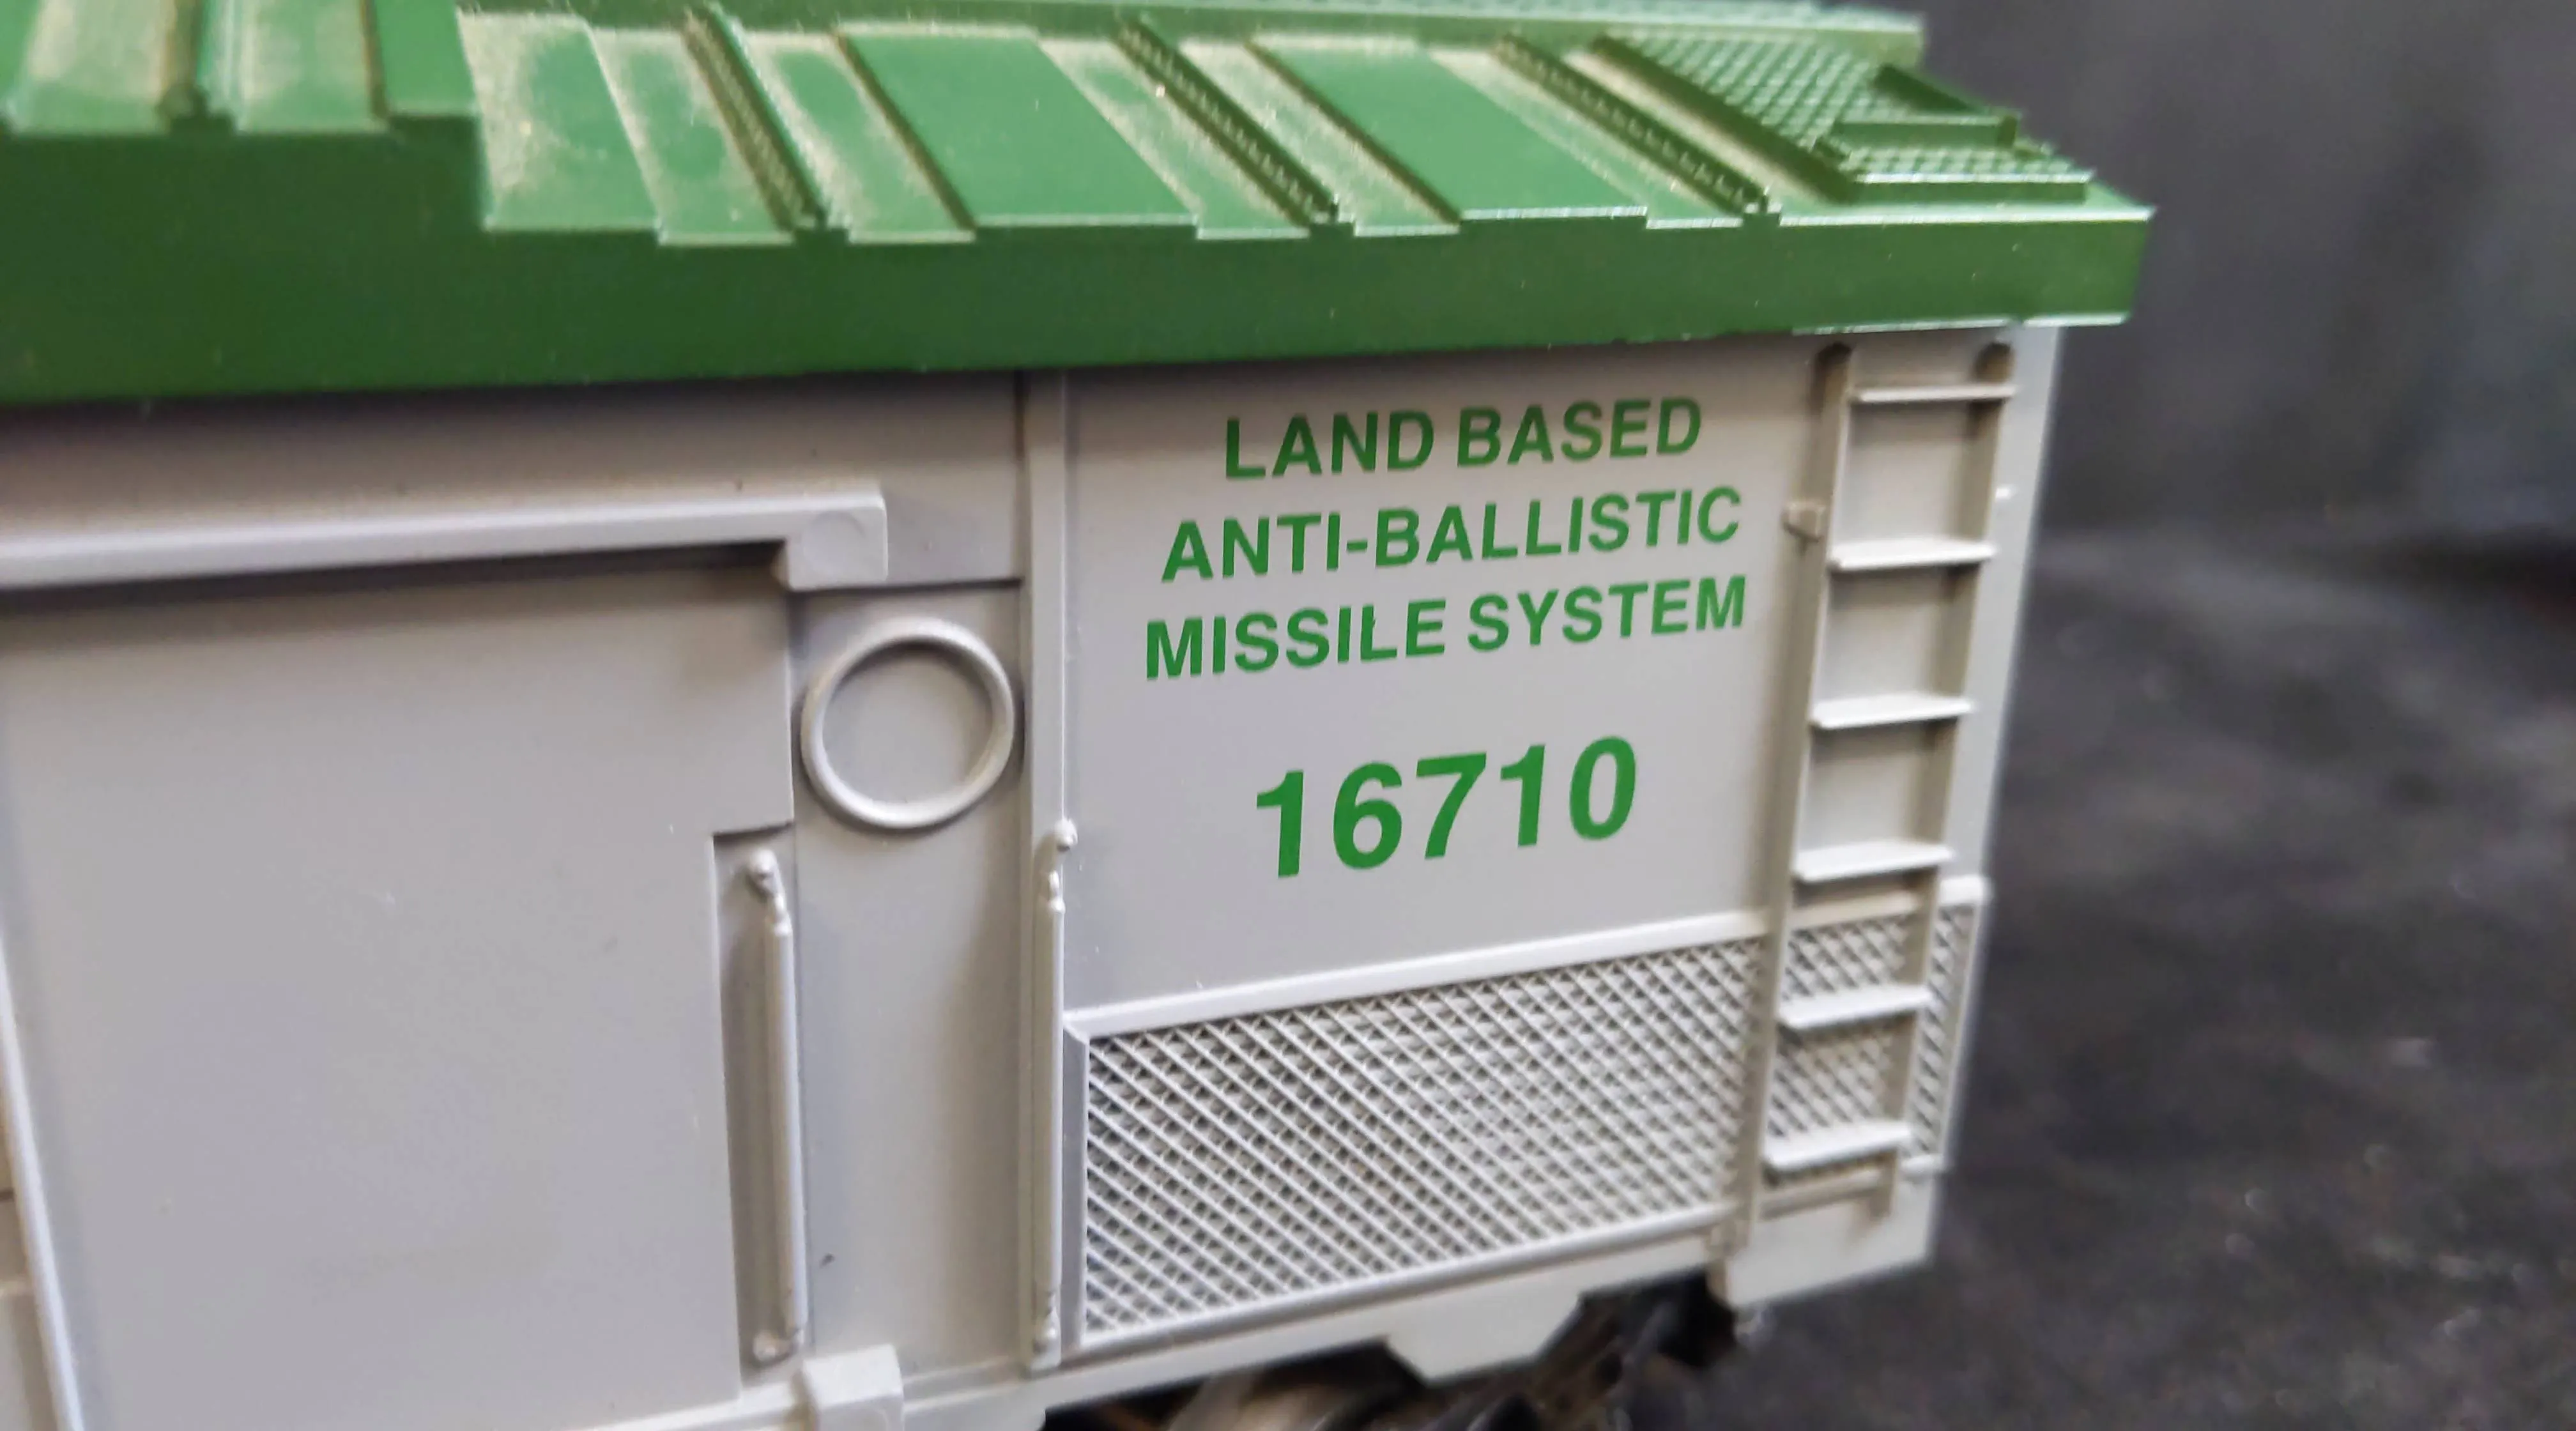 LAND BASED
ANTI-BALLISTIC
MISSILE SYSTEM
16710